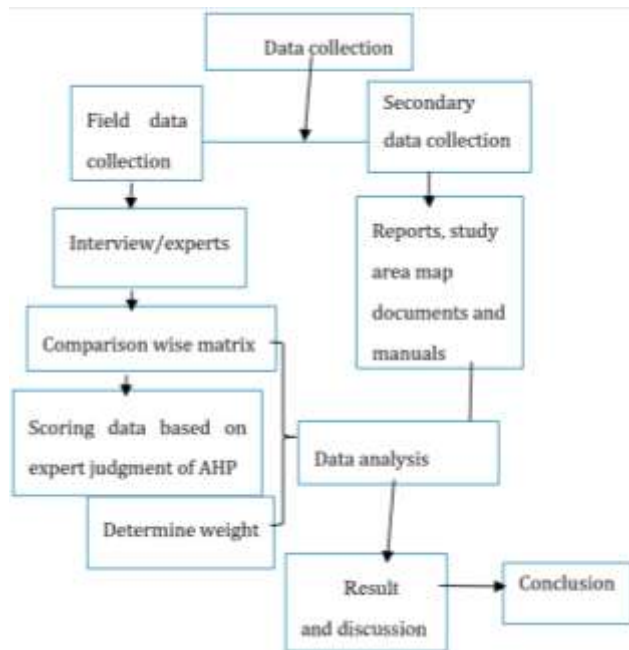 Data collection
Field data
collection
Secondary
data collection
Interview/experts
Reports, study
area map
documents and
manuals
Comparison wise matrix
Scoring data based on
expert judgment of AHP
Data analysis
Determine weight
Result
and discussion
Conclusion